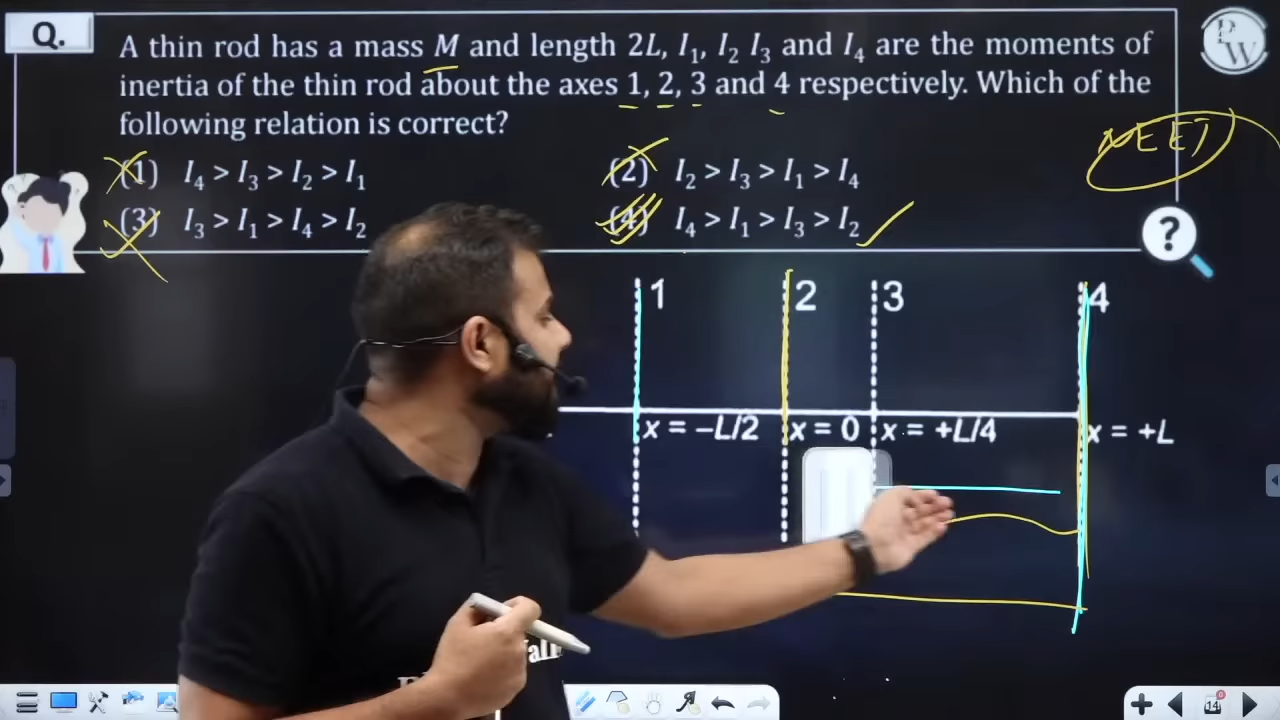 Q.
A thin rod has a mass M and length 2L, I₁, I₂ I₃ and I₄ are the moments of
inertia of the thin rod about the axes 1, 2, 3 and 4 respectively. Which of the
following relation is correct?
(1) I₄ > I₃ > I₂ > I₁
(2) I₂ > I₃ > I₁ > I₄
(3) I₃ > I₁ > I₄ > I₂
(4) I₄ > I₁ > I₃ > I₂
NEET
PW
?
1 2 3 4
x = –L/2 x = 0 x = +L/4 x = +L
14